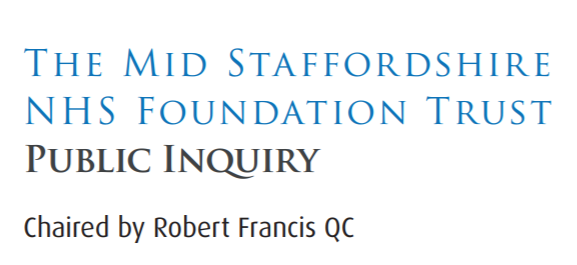 The Mid Staffordshire
NHS Foundation Trust
Public Inquiry
Chaired by Robert Francis QC